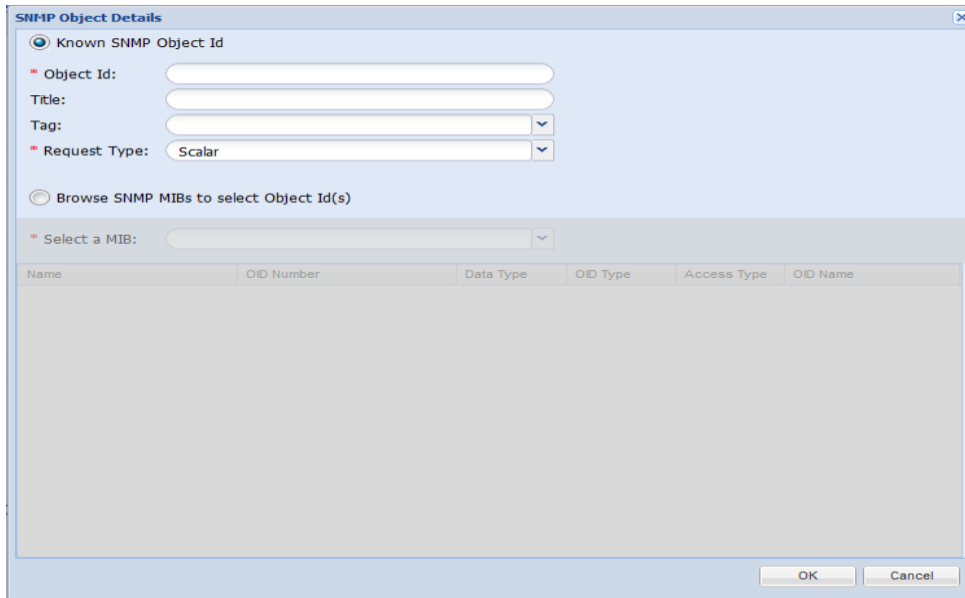 SNMP Object Details
Known SNMP Object Id
* Object Id:
Title:
Tag:
* Request Type: Scalar
Browse SNMP MIBs to select Object Id(s)
* Select a MIB:
Name OID Number Data Type OID Type Access Type OID Name
OK Cancel